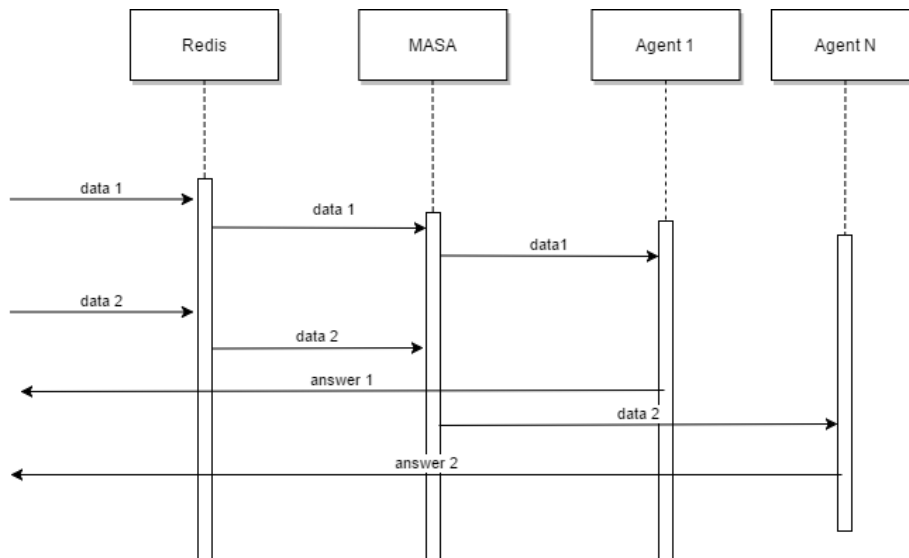 Redis
MASA
Agent 1
Agent N
data 1
data 1
data1
data 2
data 2
answer 1
data 2
answer 2